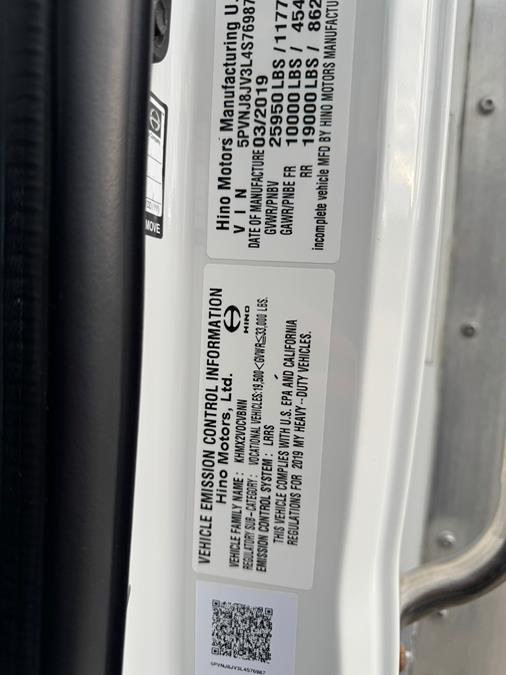 Hino Motors Manufacturing U.
V I N 5PVNJ8JV3L4S76987
DATE OF MANUFACTURE 03/2019
GVWR/PNBV 25950 LBS / 1177
GAWR/PNBE FR 10000 LBS / 454
RR 19000 LBS / 862
incomplete vehicle MFD BY HINO MOTORS MANUFACTUR
MOVE
VEHICLE EMISSION CONTROL INFORMATION
Hino Motors, Ltd.
HINO
VEHICLE FAMILY NAME : KHMX2VOCVBNN
REGULATORY SUB-CATEGORY : VOCATIONAL VEHICLES:19,500<GVWR≦33,000 LBS.
EMISSION CONTROL SYSTEM : LRRS
THIS VEHICLE COMPLIES WITH U.S. EPA AND CALIFORNIA
REGULATIONS FOR 2019 MY HEAVY-DUTY VEHICLES.
5PVNJ8JV3L4S76987